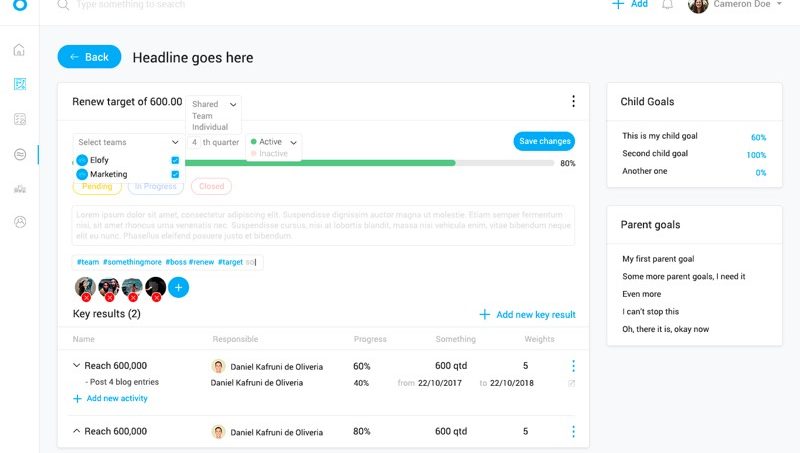 Type something to search
Add
Cameron Doe
Back
Headline goes here
Renew target of 600.00
Shared
Team
Individual
Select teams
4 th quarter
Active
Inactive
Save changes
Elofy
Marketing
80%
Pending
In Progress
Closed
Lorem ipsum dolor sit amet, consectetur adipiscing elit. Suspendisse dignissim auctor magna ut molestie. Etiam semper fermentum
nisi, sit amet rhoncus urna venenatis nec. Suspendisse cursus, nisi at lobortis blandit, massa nisi vehicula enim, vitae bibendum neque
elit eu nunc. Phasellus eleifend posuere justo et bibendum.
#team #somethingmore #boss #renew #target so
Key results (2)
Add new key result
Name Responsible Progress Something Weights
Reach 600,000 Daniel Kafruni de Oliveria 60% 600 qtd 5
- Post 4 blog entries Daniel Kafruni de Oliveria 40% from 22/10/2017 to 22/10/2018
Add new activity
Reach 600,000 Daniel Kafruni de Oliveria 80% 600 qtd 5
Child Goals
This is my child goal 60%
Second child goal 100%
Another one 0%
Parent goals
My first parent goal
Some more parent goals, I need it
Even more
I can't stop this
Oh, there it is, okay now